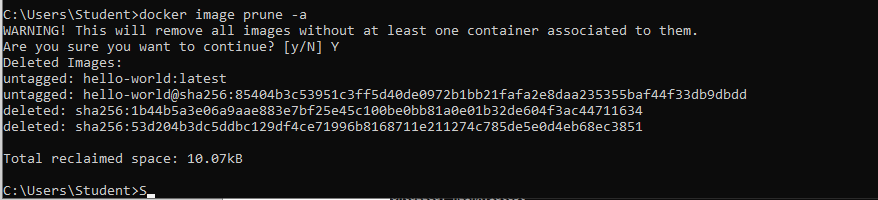 C:\Users\Student>docker image prune -a
WARNING! This will remove all images without at least one container associated to them.
Are you sure you want to continue? [y/N] Y
Deleted Images:
untagged: hello-world:latest
untagged: hello-world@sha256:85404b3c53951c3ff5d40de0972b1bb21fafa2e8daa235355baf44f33db9dbdd
deleted: sha256:1b44b5a3e06a9aae883e7bf25e45c100be0bb81a0e01b32de604f3ac44711634
deleted: sha256:53d204b3dc5ddbc129df4ce71996b8168711e211274c785de5e0d4eb68ec3851
Total reclaimed space: 10.07kB
C:\Users\Student>S